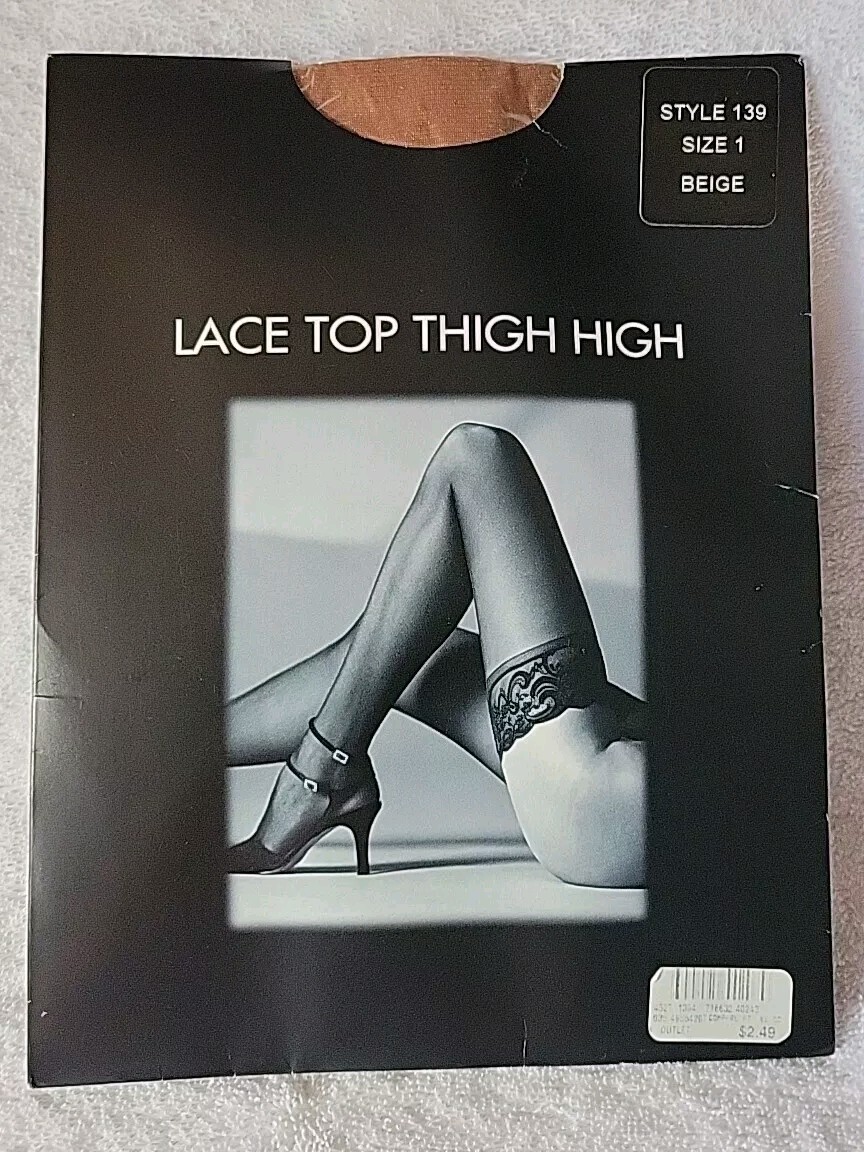 STYLE 139
SIZE 1
BEIGE
LACE TOP THIGH HIGH
OUTLET
$2.49